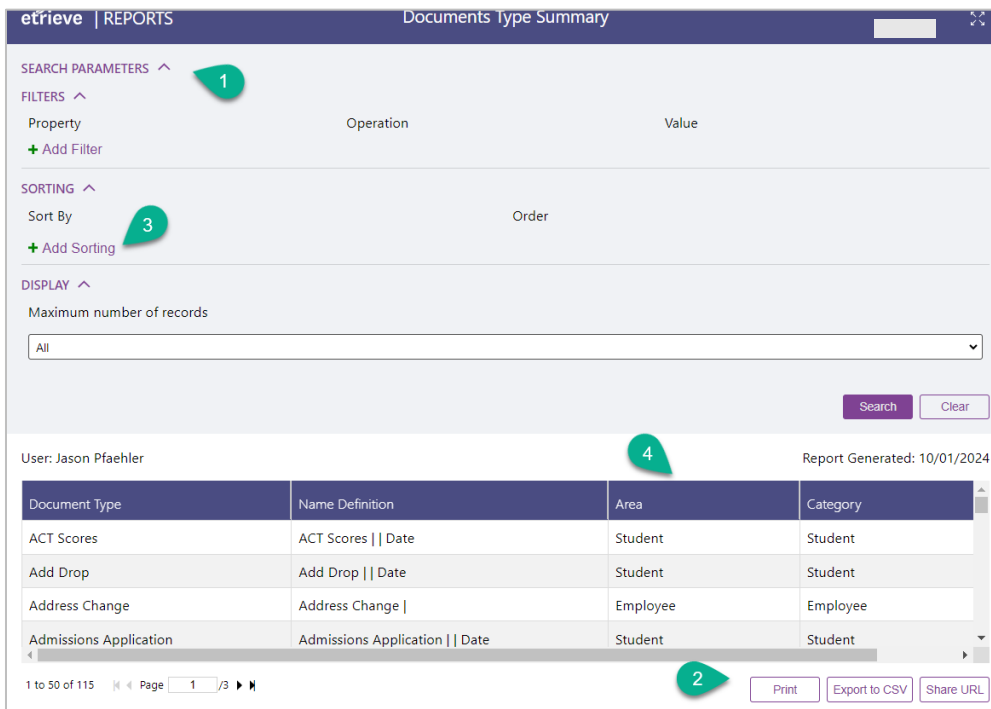 etrieve | REPORTS Documents Type Summary
SEARCH PARAMETERS
1
FILTERS
Property Operation Value
+ Add Filter
SORTING
Sort By Order
3
+ Add Sorting
DISPLAY
Maximum number of records
All
Search Clear
User: Jason Pfaehler 4 Report Generated: 10/01/2024
Document Type Name Definition Area Category
ACT Scores ACT Scores | | Date Student Student
Add Drop Add Drop | | Date Student Student
Address Change Address Change | Employee Employee
Admissions Application Admissions Application | | Date Student Student
1 to 50 of 115 Page 1 /3 2 Print Export to CSV Share URL